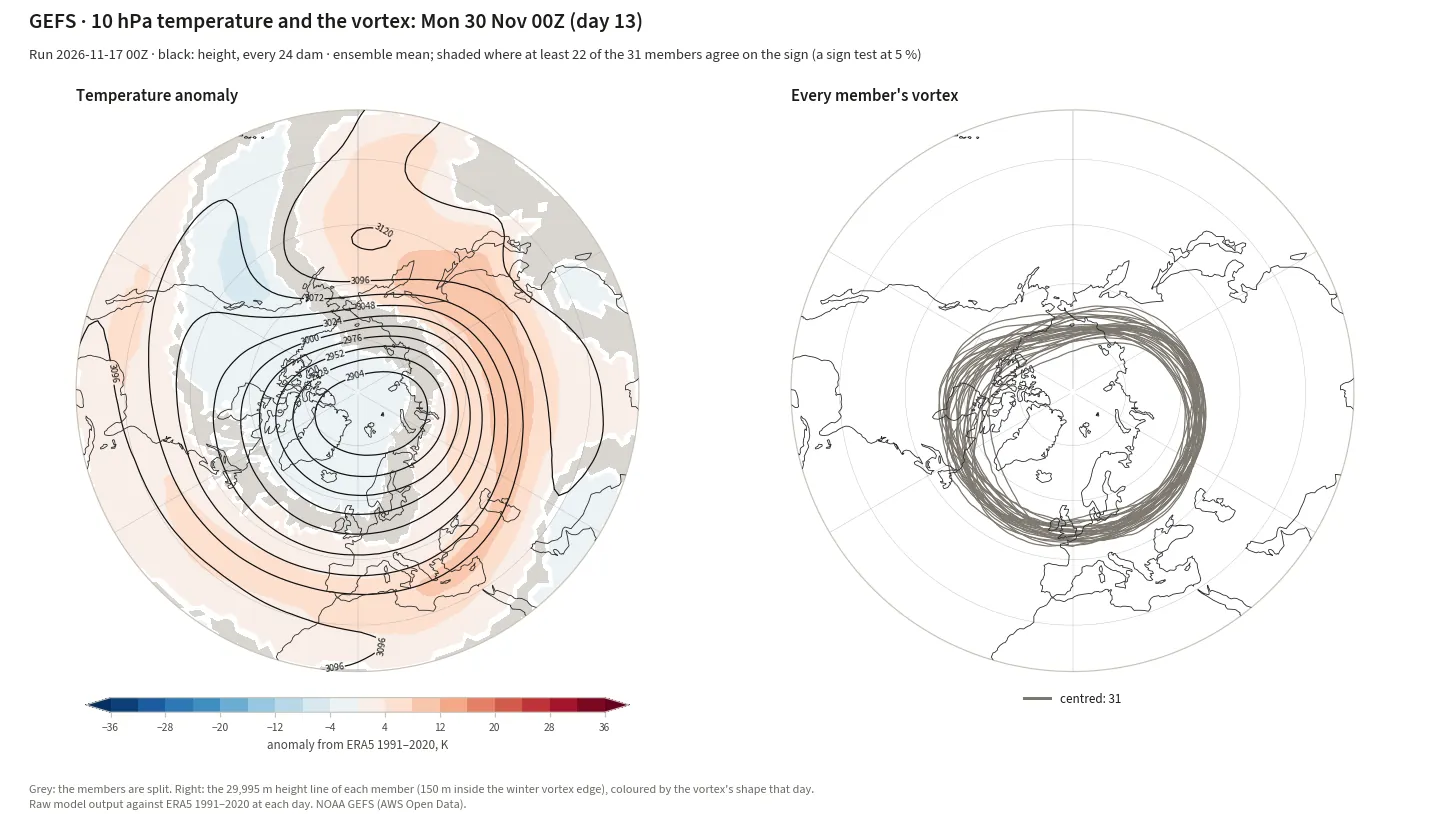 GEFS · 10 hPa temperature and the vortex: Mon 30 Nov 00Z (day 13)
Run 2026-11-17 00Z · black: height, every 24 dam · ensemble mean; shaded where at least 22 of the 31 members agree on the sign (a sign test at 5 %)
Temperature anomaly
Every member's vortex
3120
3096
3072
3048
3024
3000
2976
2952
2904
3096
3096
3096
−36 −28 −20 −12 −4 4 12 20 28 36
anomaly from ERA5 1991–2020, K
centred: 31
Grey: the members are split. Right: the 29,995 m height line of each member (150 m inside the winter vortex edge), coloured by the vortex's shape that day.
Raw model output against ERA5 1991–2020 at each day. NOAA GEFS (AWS Open Data).